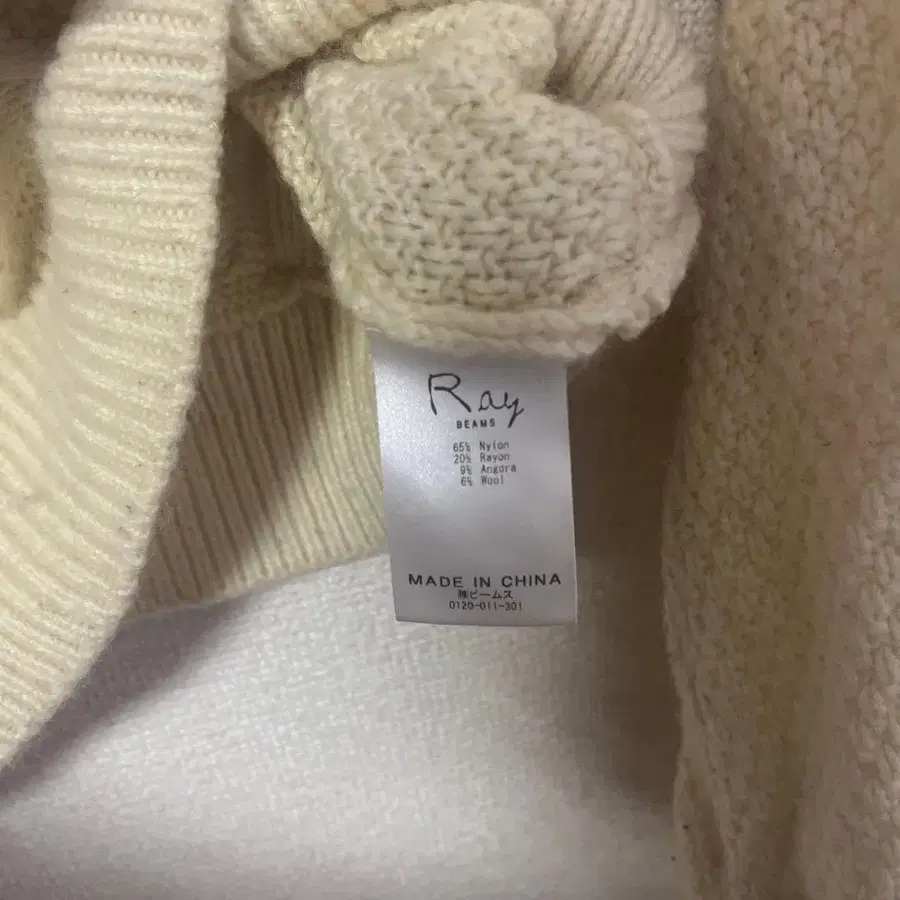 Ray
BEAMS
65% Nylon
20% Rayon
9% Angora
6% Wool
MADE IN CHINA
㈱ビームス
0120-011-301